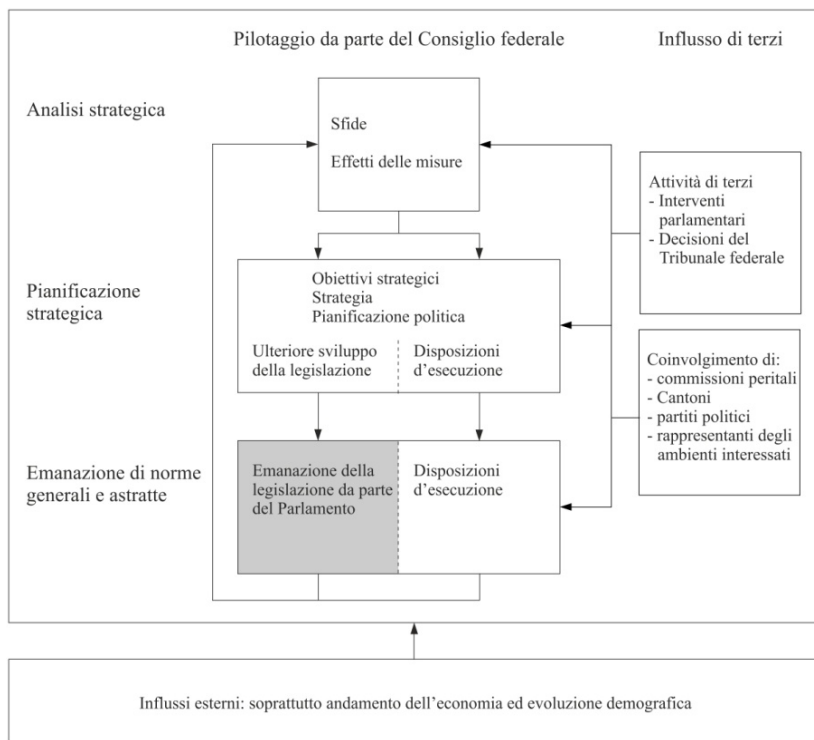 Pilotaggio da parte del Consiglio federale
Influsso di terzi
Analisi strategica
Sfide
Effetti delle misure
Attività di terzi
- Interventi
parlamentari
- Decisioni del
Tribunale federale
Pianificazione
strategica
Obiettivi strategici
Strategia
Pianificazione politica
Ulteriore sviluppo
della legislazione
Disposizioni
d’esecuzione
Coinvolgimento di:
- commissioni peritali
- Cantoni
- partiti politici
- rappresentanti degli
ambienti interessati
Emanazione di norme
generali e astratte
Emanazione della
legislazione da parte
del Parlamento
Disposizioni
d’esecuzione
Influssi esterni: soprattutto andamento dell’economia ed evoluzione demografica